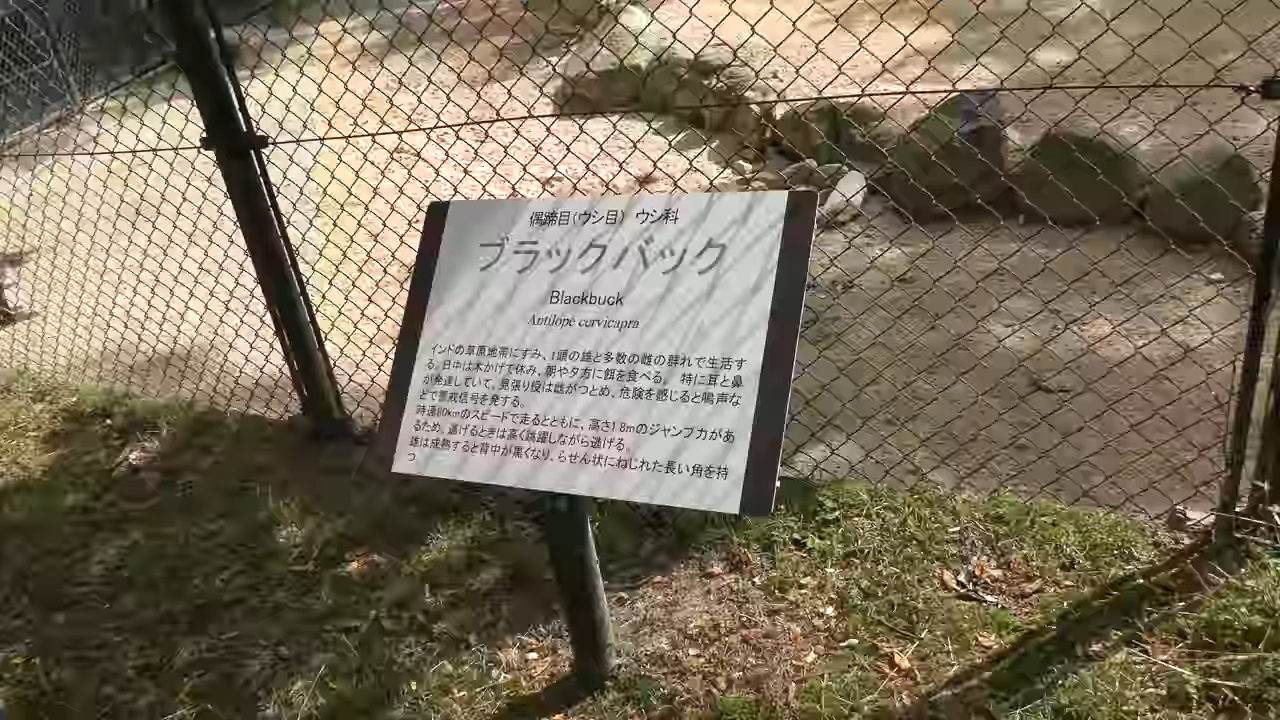 偶蹄目(ウシ目) ウシ科
ブラックバック
Blackbuck
Antilope cervicapra
インドの草原地帯にすみ、1頭の雄と多数の雌の群れで生活す
る。日中は木かげで休み、朝や夕方に餌を食べる。 特に耳と鼻
が発達していて、見張り役は雌がつとめ、危険を感じると鳴声な
どで警戒信号を発する。
時速80kmのスピードで走るとともに、高さ1.8mのジャンプ力があ
るため、逃げるときは高く跳躍しながら逃げる。
雄は成熟すると背中が黒くなり、らせん状にねじれた長い角を持
つ